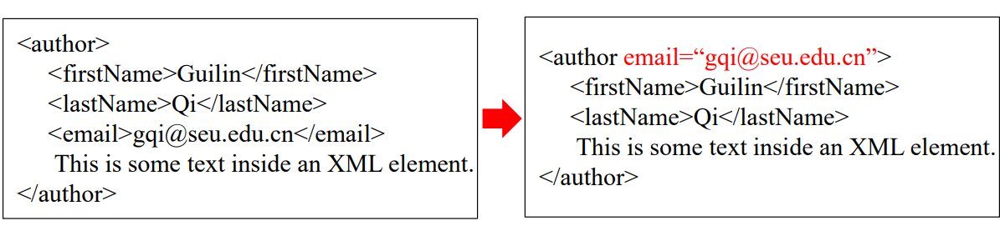 <author>
<firstName>Guilin</firstName>
<lastName>Qi</lastName>
<email>gqi@seu.edu.cn</email>
This is some text inside an XML element.
</author>
<author email=“gqi@seu.edu.cn”>
<firstName>Guilin</firstName>
<lastName>Qi</lastName>
This is some text inside an XML element.
</author>